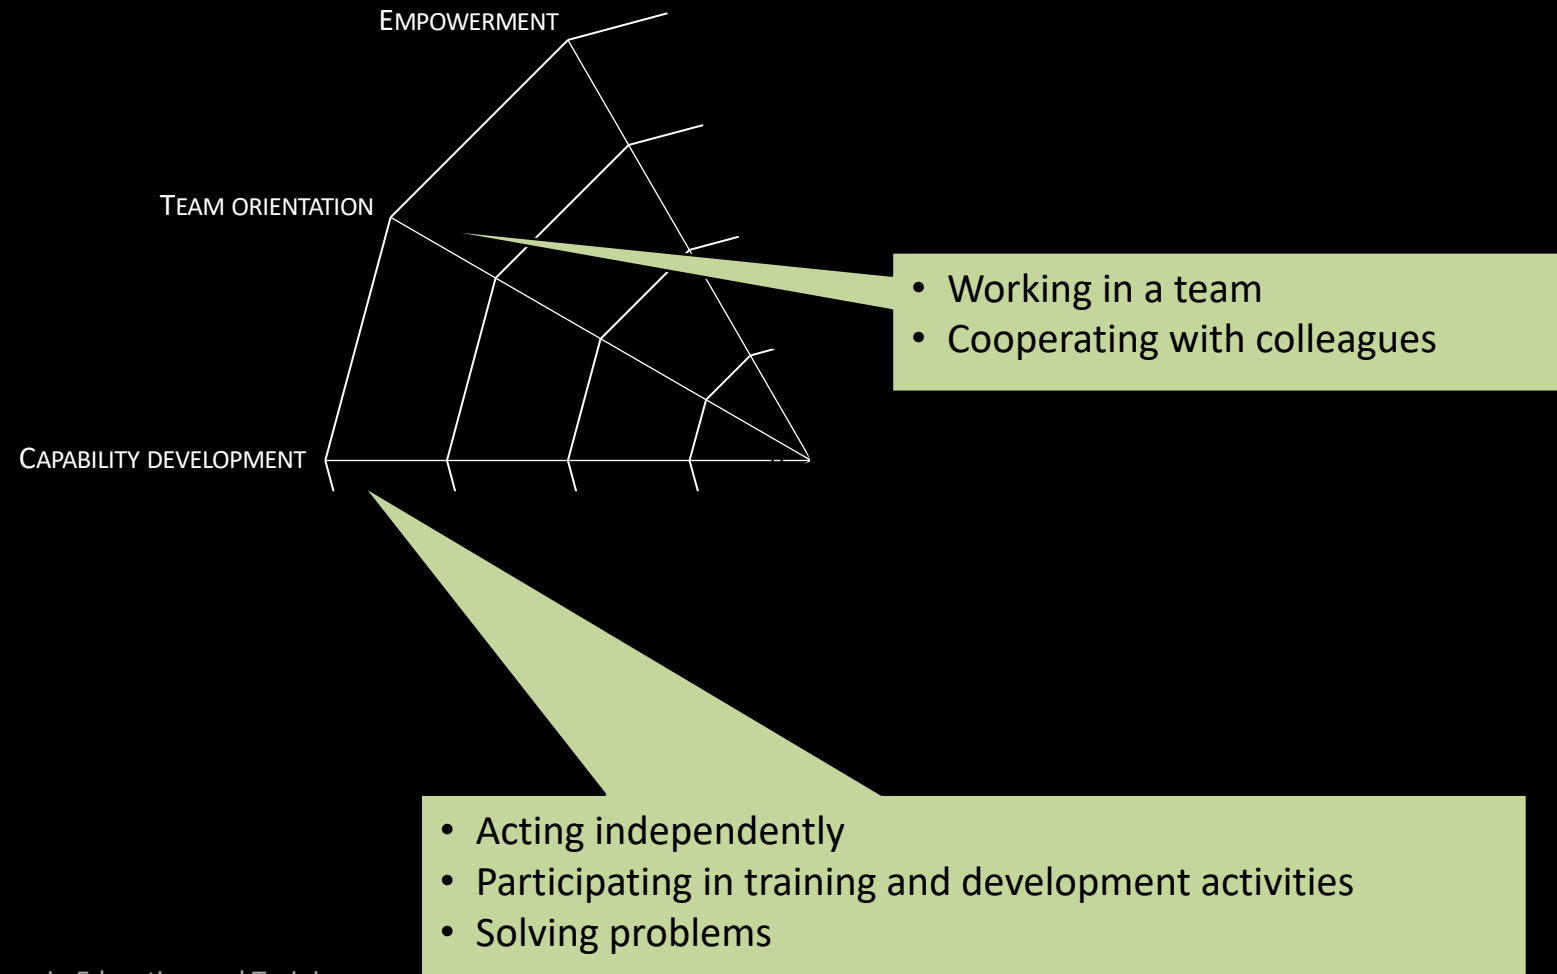 EMPOWERMENT
TEAM ORIENTATION
• Working in a team
• Cooperating with colleagues
CAPABILITY DEVELOPMENT
• Acting independently
• Participating in training and development activities
• Solving problems